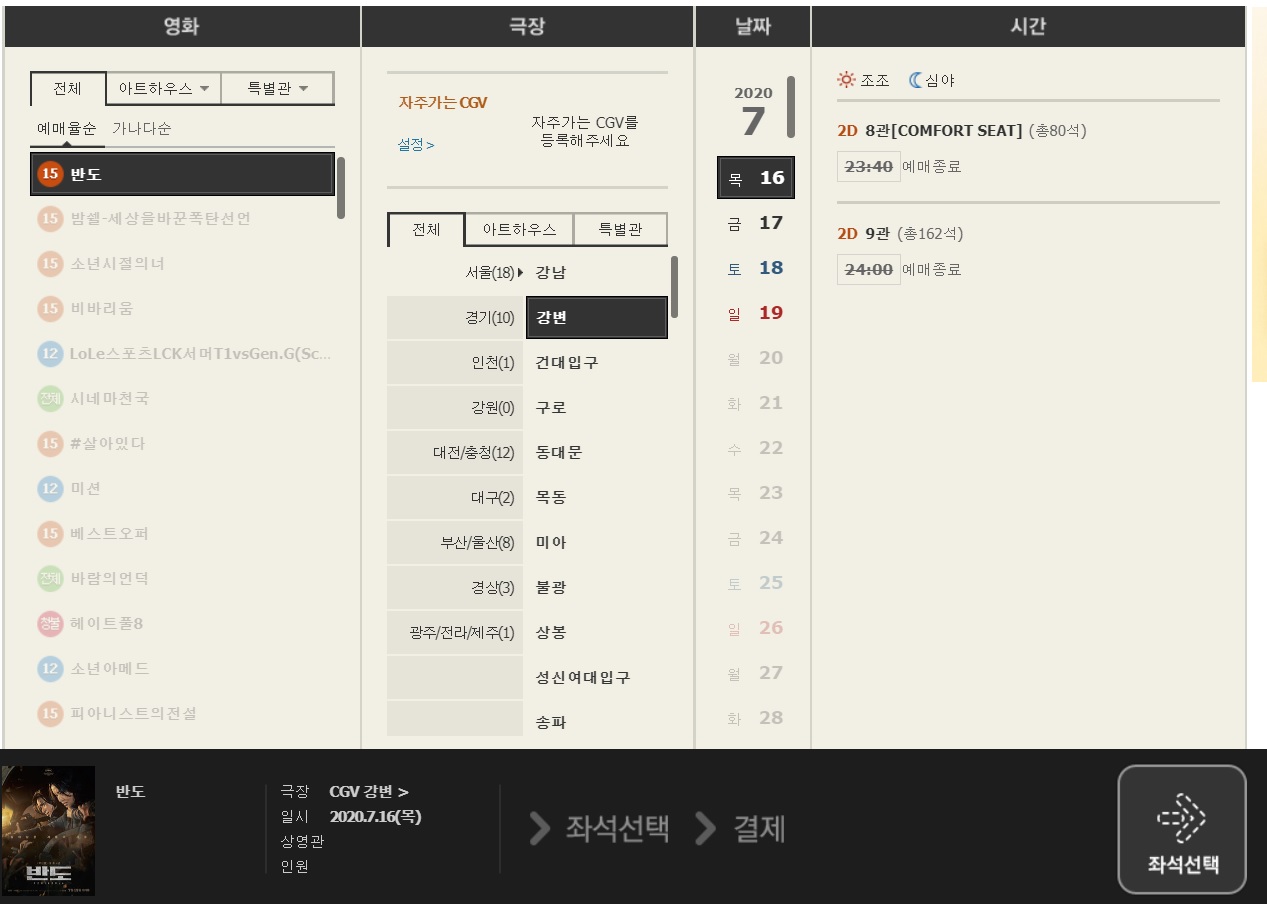 영화
전체
아트하우스
특별관
예매율순
가나다순
15 반도
15 밤쉘-세상을바꾼폭탄선언
15 소년시절의너
15 비바리움
12 LoLe스포츠LCK서머T1vsGen.G(Sc...
전체 시네마천국
15 #살아있다
12 미션
15 베스트오퍼
전체 바람의언덕
청불 헤이트풀8
12 소년아메드
15 피아니스트의전설
극장
자주가는 CGV
설정 >
자주가는 CGV를
등록해주세요
전체
아트하우스
특별관
서울(18)
경기(10)
인천(1)
강원(0)
대전/충청(12)
대구(2)
부산/울산(8)
경상(3)
광주/전라/제주(1)
강남
강변
건대입구
구로
동대문
목동
미아
불광
상봉
성신여대입구
송파
날짜
2020
7
목 16
금 17
토 18
일 19
월 20
화 21
수 22
목 23
금 24
토 25
일 26
월 27
화 28
시간
조조 심야
2D 8관[COMFORT SEAT] (총80석)
23:40 예매종료
2D 9관 (총162석)
24:00 예매종료
반도
반도
극장 CGV 강변 >
일시 2020.7.16(목)
상영관
인원
좌석선택
결제
좌석선택